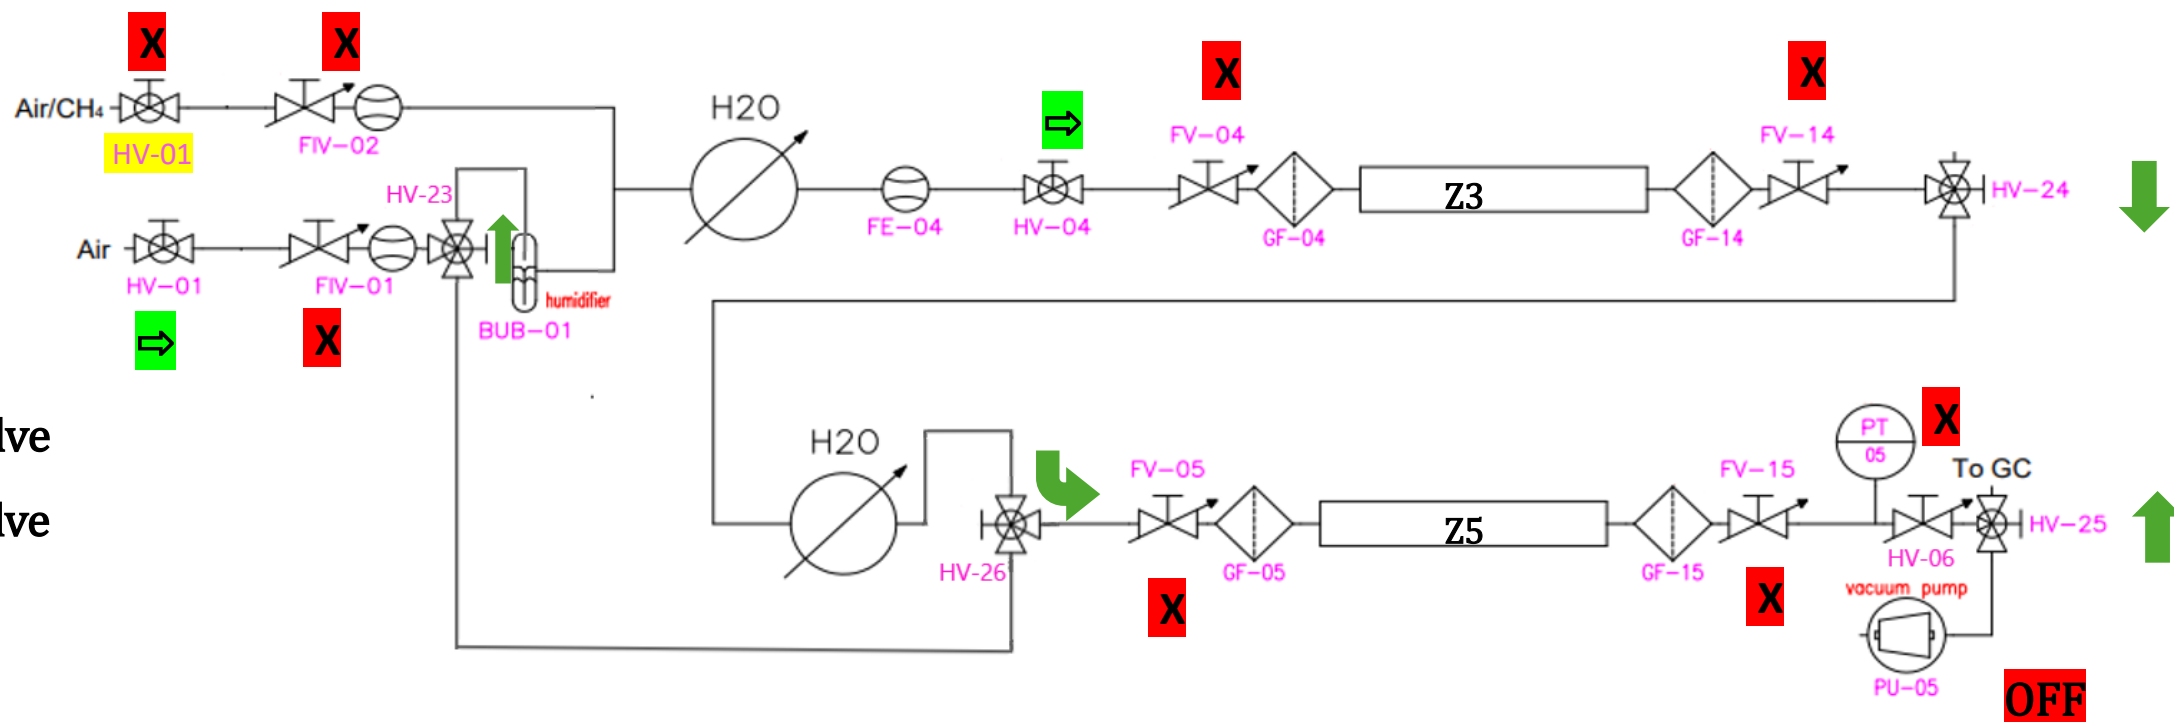 X X
Air/CH₄
HV-01
FIV-02
HV-23
Air
HV-01
FIV-01
⇨
X
humidifier
BUB-01
H2O
FE-04
⇨
HV-04
X
FV-04
GF-04
Z3
X
FV-14
GF-14
HV-24
lve
lve
H2O
HV-26
FV-05
X
GF-05
Z5
GF-15
FV-15
X
PT
05
X
To GC
HV-25
HV-06
vacuum pump
PU-05
OFF